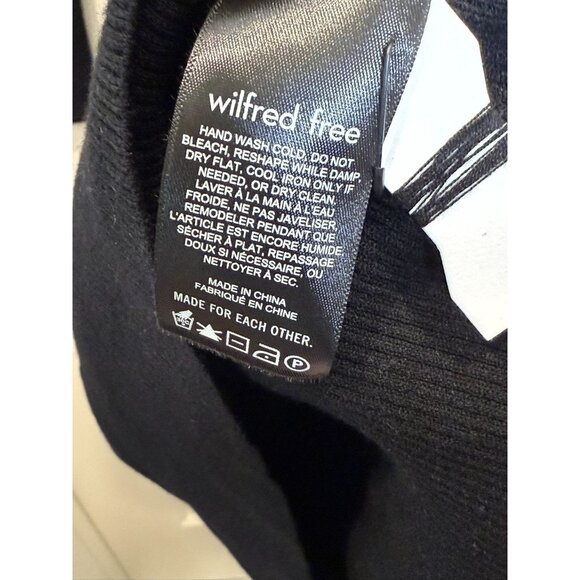 wilfred free
HAND WASH COLD. DO NOT
BLEACH, RESHAPE WHILE DAMP,
DRY FLAT, COOL IRON ONLY IF
NEEDED, OR DRY CLEAN.
LAVER À LA MAIN À L'EAU
FROIDE, NE PAS JAVELISER,
REMODELER PENDANT QUE
L'ARTICLE EST ENCORE HUMIDE.
SÉCHER À PLAT, REPASSAGE
DOUX SI NÉCESSAIRE, OU
NETTOYER À SEC.
MADE IN CHINA
FABRIQUÉ EN CHINE
MADE FOR EACH OTHER.
P